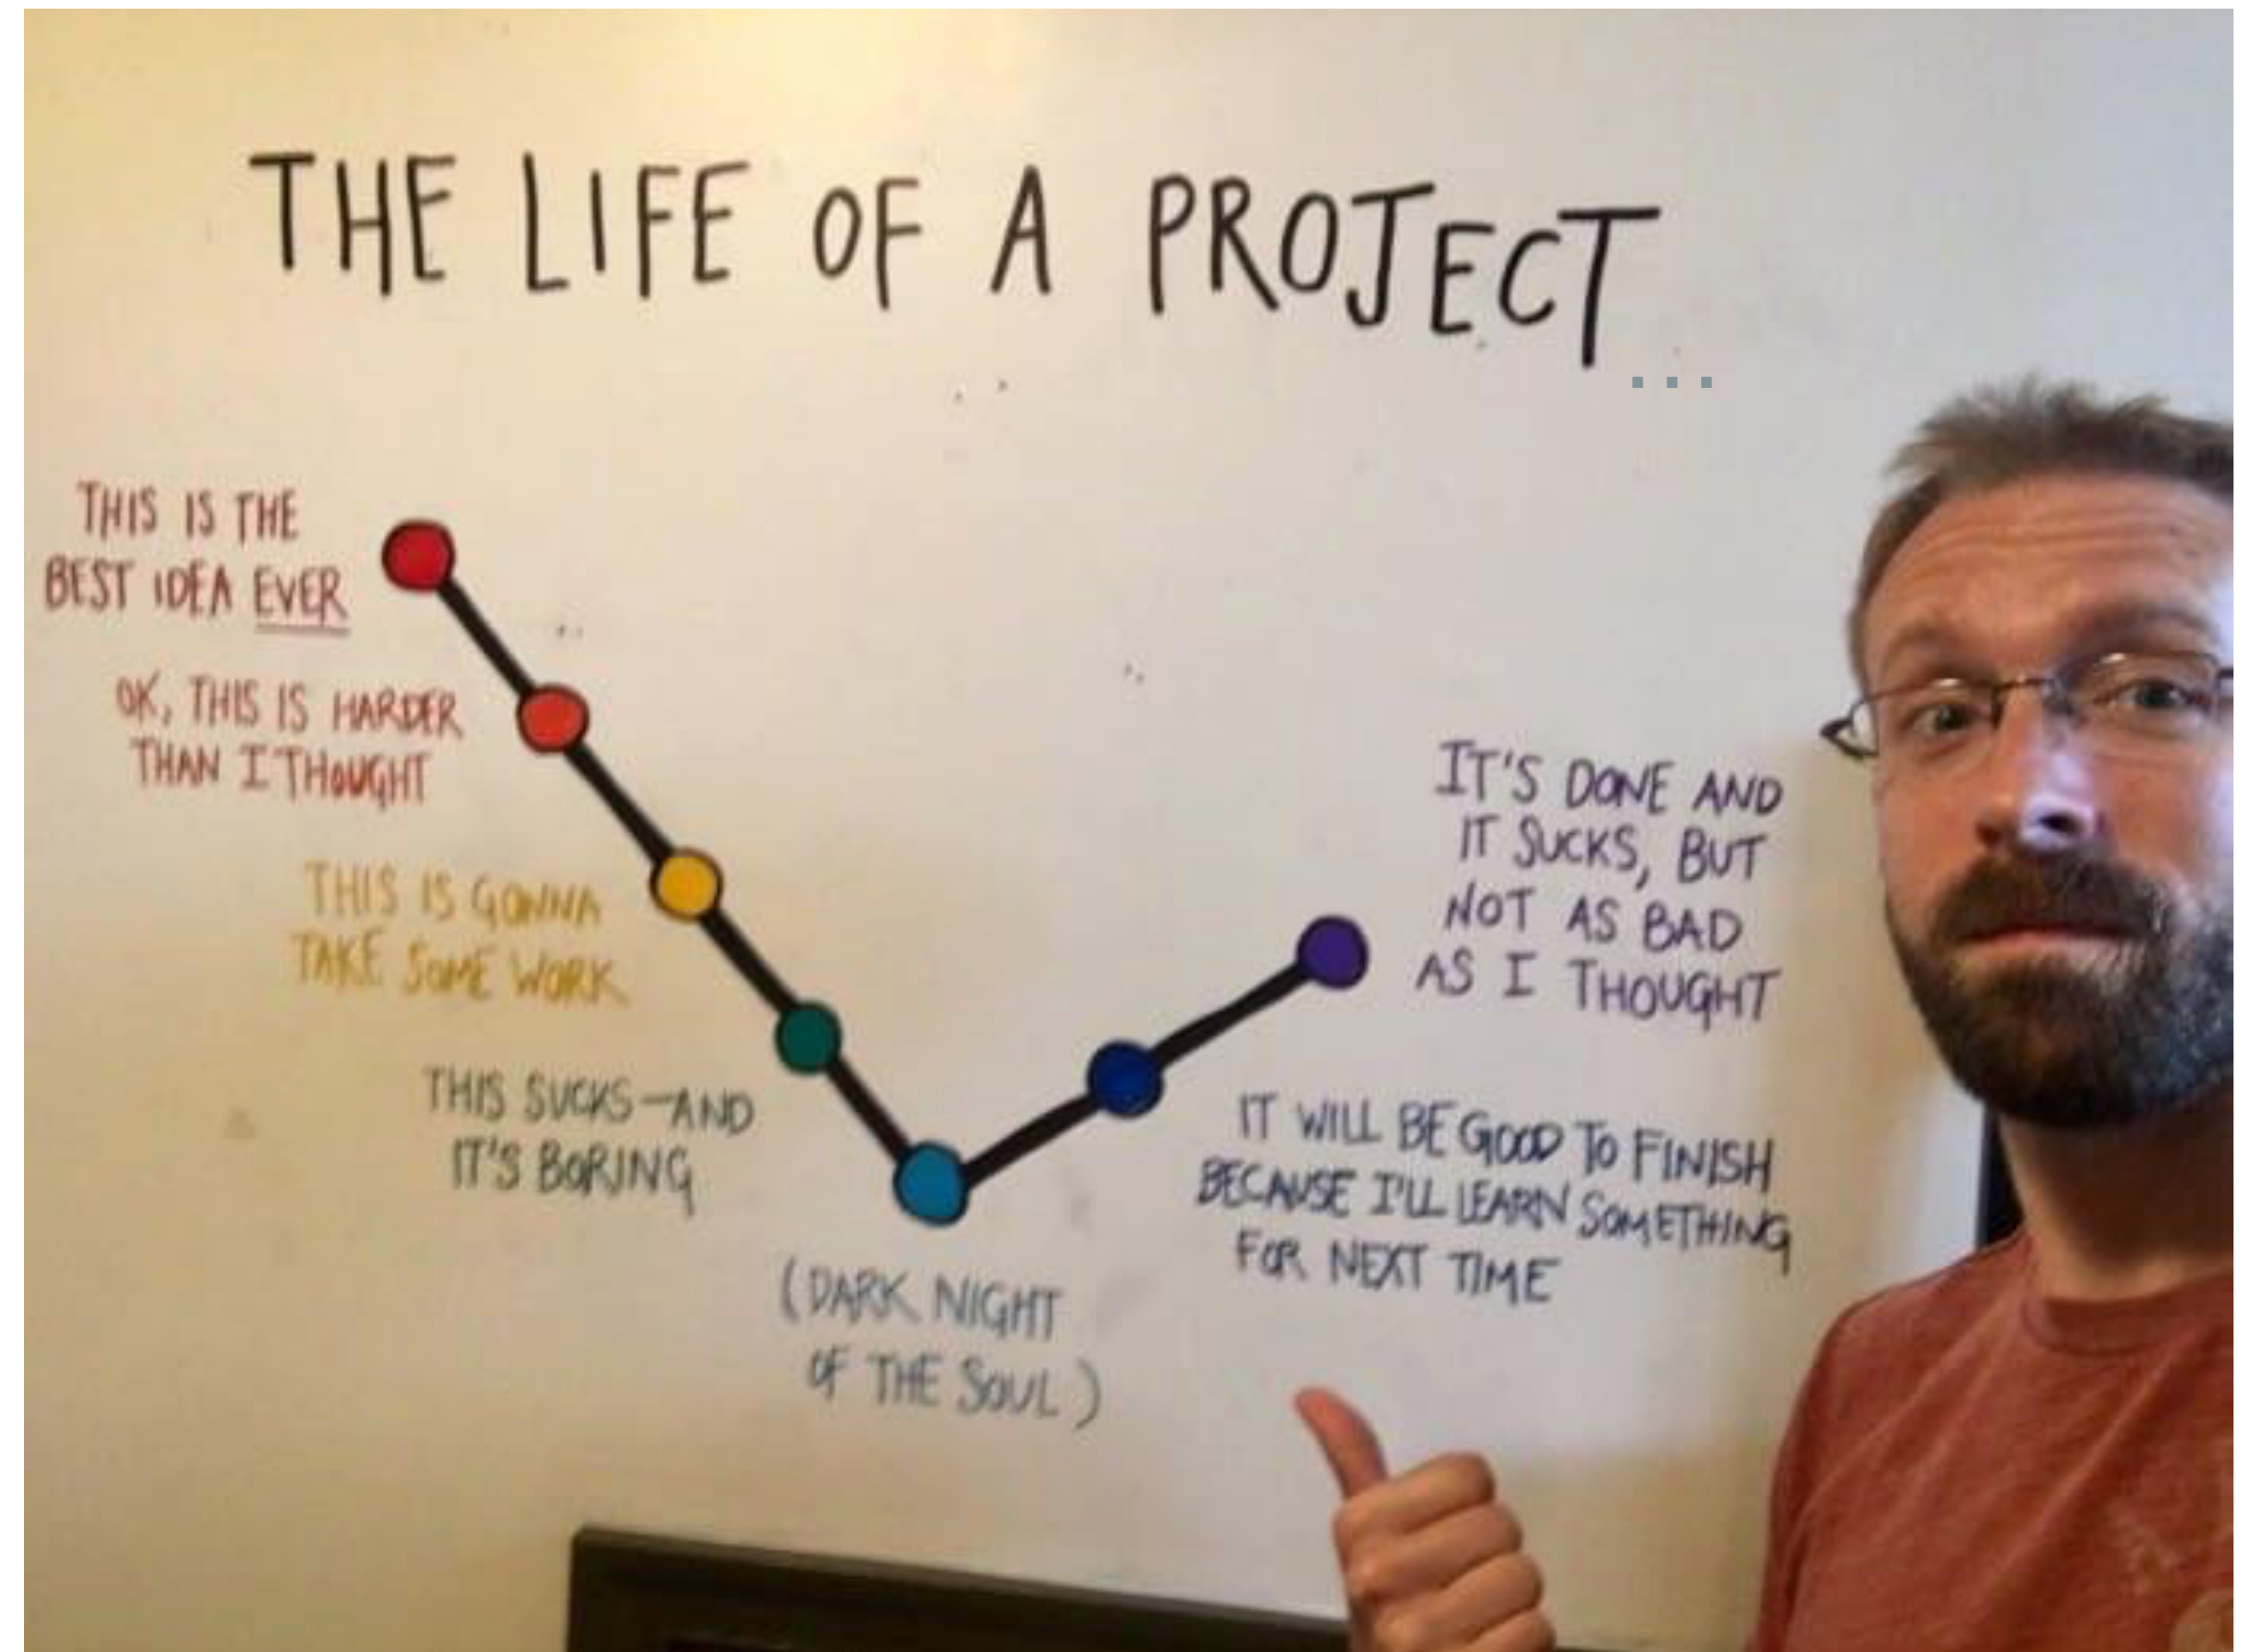 THE LIFE OF A PROJECT...
THIS IS THE
BEST IDEA EVER
OK, THIS IS HARDER
THAN I THOUGHT
THIS IS GONNA
TAKE SOME WORK
THIS SUCKS-AND
IT'S BORING
(DARK NIGHT
OF THE SOUL)
IT WILL BE GOOD TO FINISH
BECAUSE I'LL LEARN SOMETHING
FOR NEXT TIME
IT'S DONE AND
IT SUCKS, BUT
NOT AS BAD
AS I THOUGHT